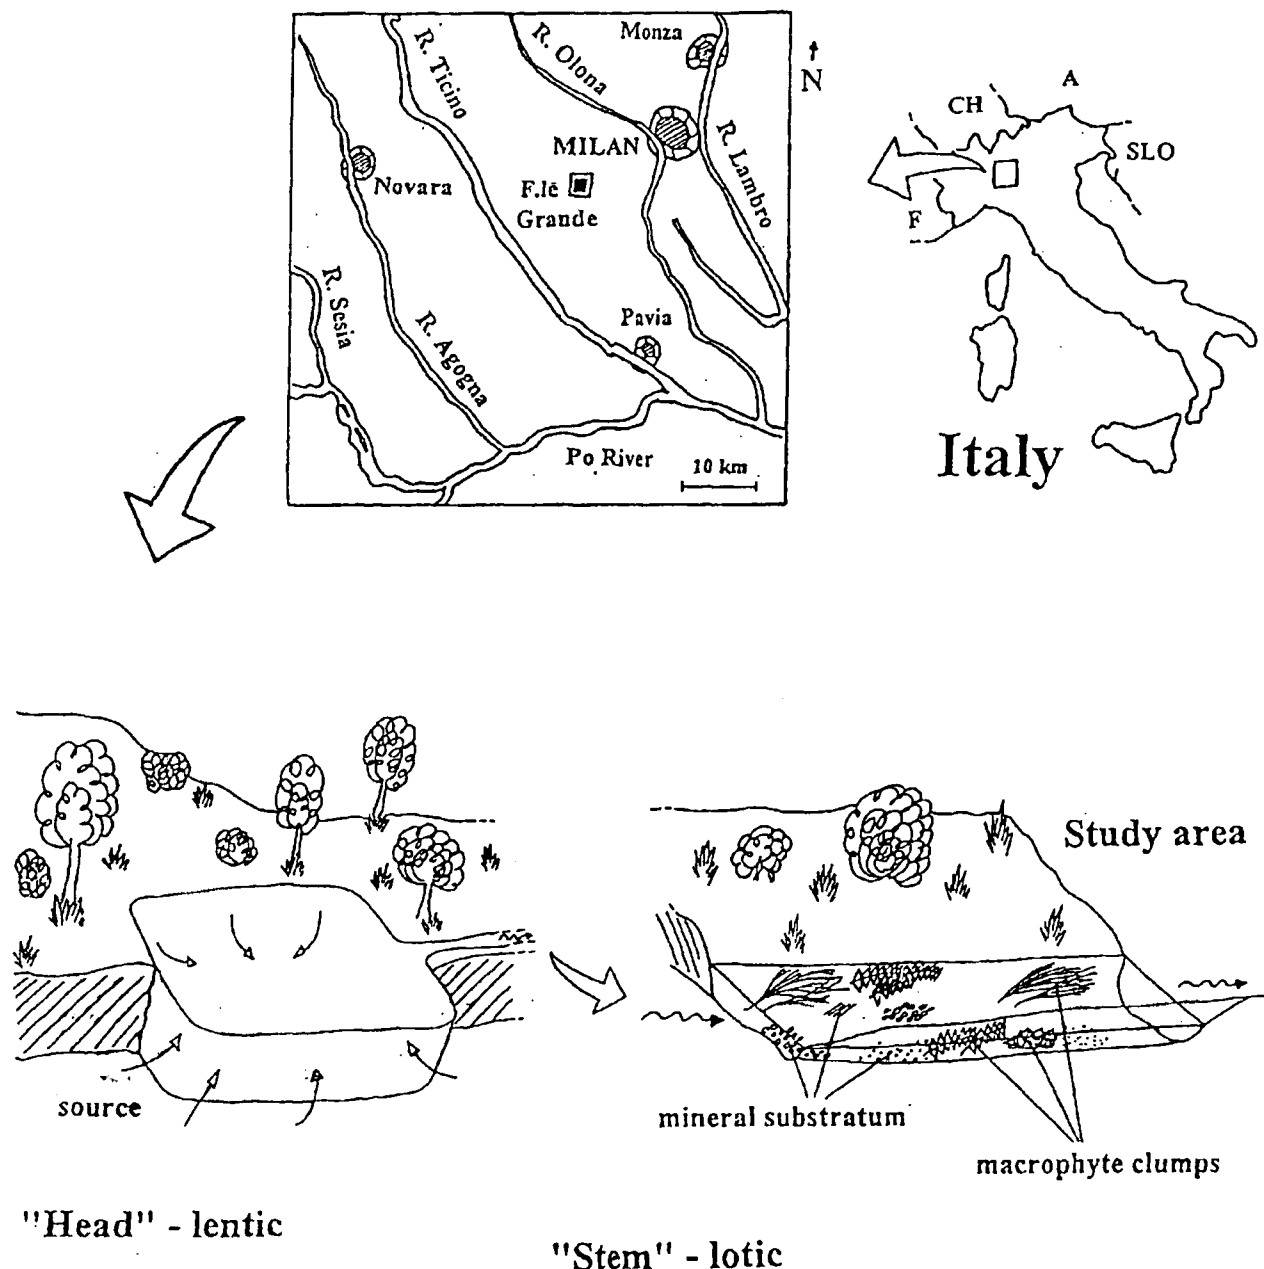 Monza
R. Olona
R. Ticino
N
MILAN
R. Lambro
Novara
F.lè
Grande
R. Sesia
R. Agogna
Pavia
Po River
10 km
A
CH
SLO
F
Italy
Study area
source
mineral substratum
macrophyte clumps
"Head" - lentic
"Stem" - lotic